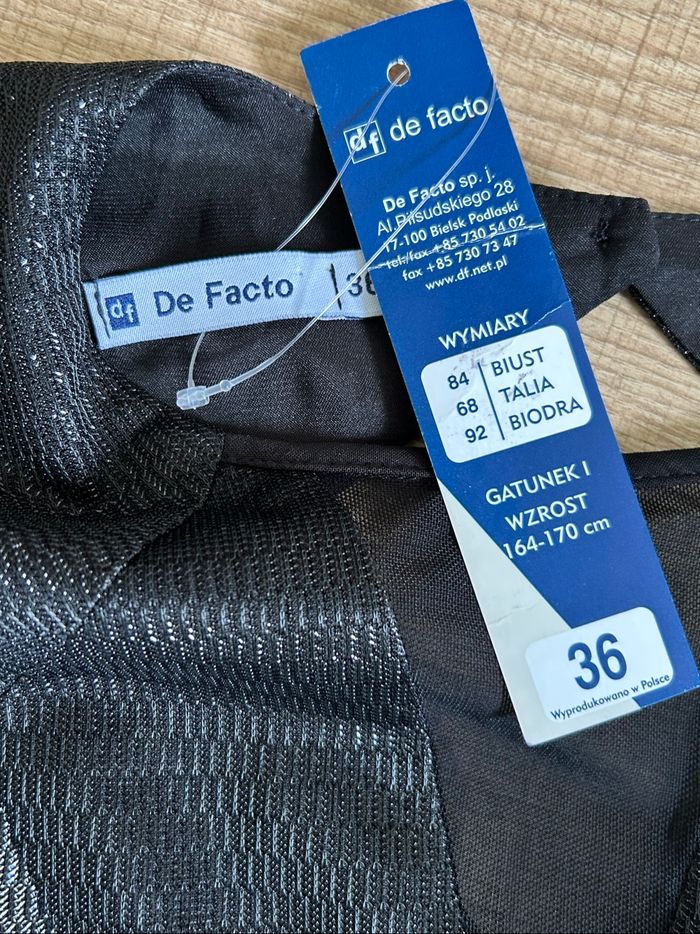 df de facto
De Facto sp. j.
Al.Piłsudskiego 28
17-100 Bielsk Podlaski
tel./fax +85 730 54 02
fax +85 730 73 47
www.df.net.pl
WYMIARY
84 BIUST
68 TALIA
92 BIODRA
GATUNEK I
WZROST
164-170 cm
36
Wyprodukowano w Polsce
df De Facto 36